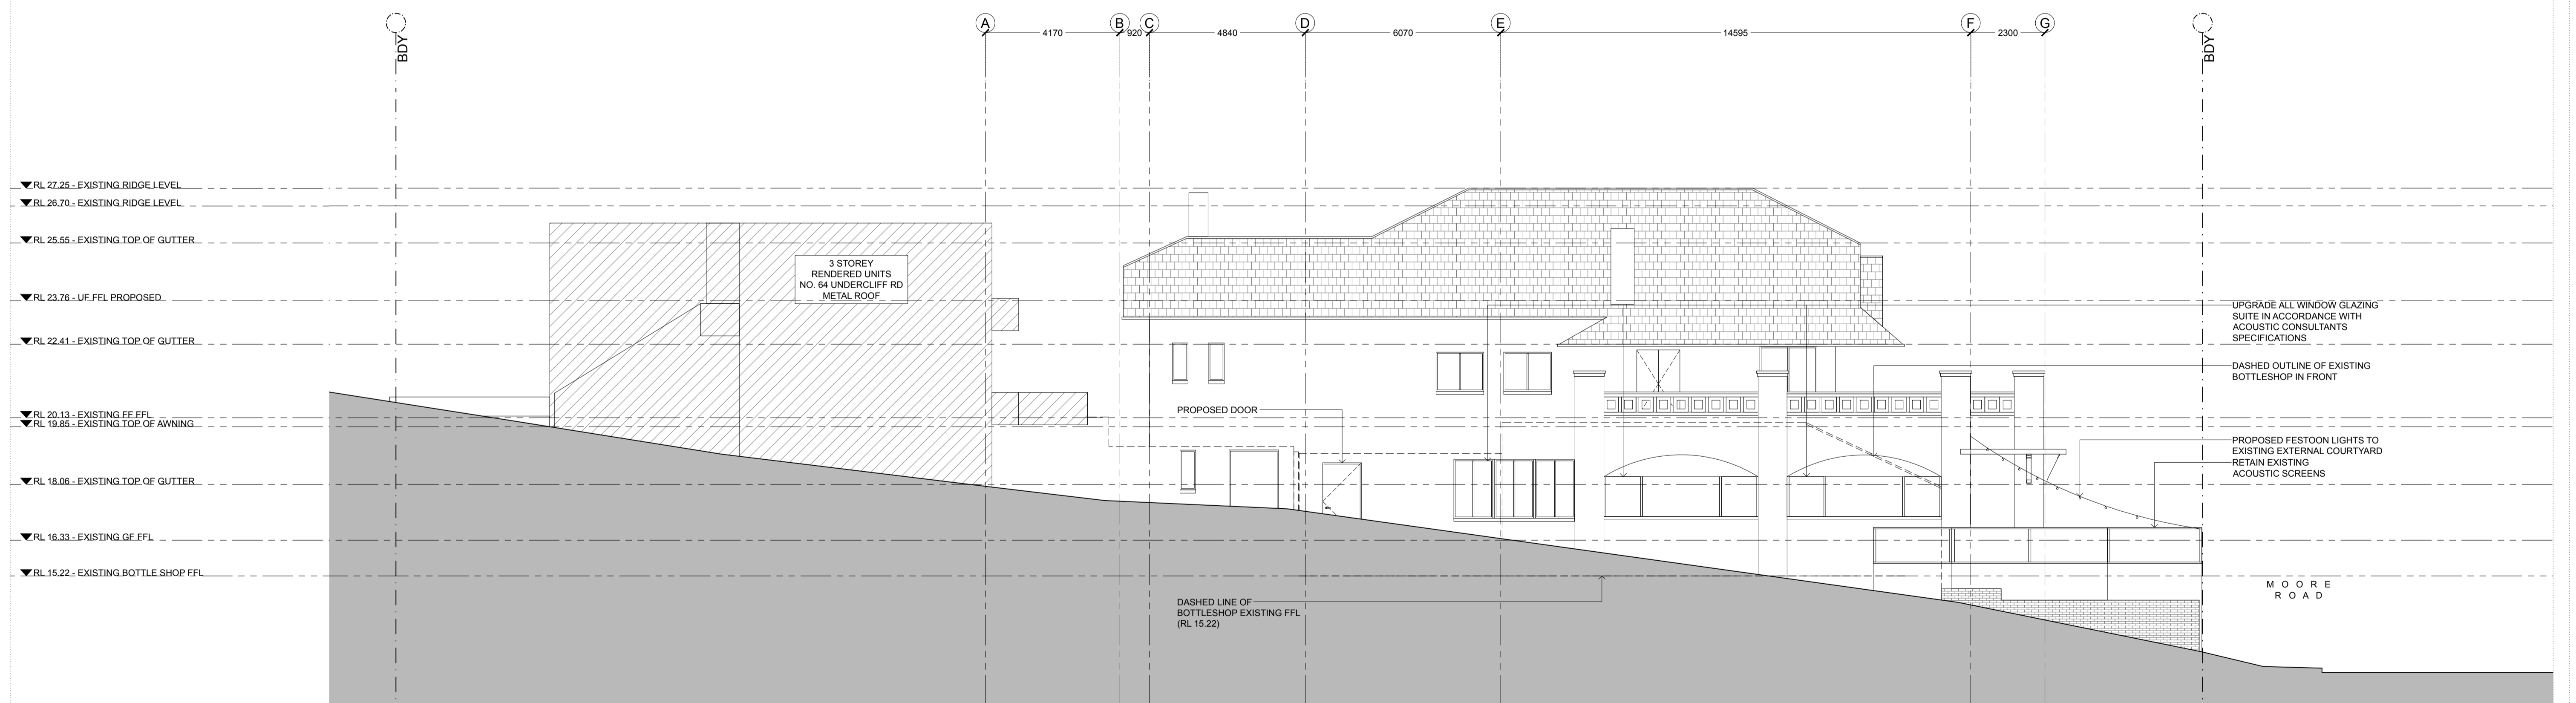 BDY
A
B
C
D
E
F
G
BDY
4170
920
4840
6070
14595
2300
RL 27.25 - EXISTING RIDGE LEVEL
RL 26.70 - EXISTING RIDGE LEVEL
RL 25.55 - EXISTING TOP OF GUTTER
RL 23.76 - UF FFL PROPOSED
RL 22.41 - EXISTING TOP OF GUTTER
RL 20.13 - EXISTING FF FFL
RL 19.85 - EXISTING TOP OF AWNING
RL 18.06 - EXISTING TOP OF GUTTER
RL 16.33 - EXISTING GF FFL
RL 15.22 - EXISTING BOTTLE SHOP FFL
3 STOREY
RENDERED UNITS
NO. 64 UNDERCLIFF RD
METAL ROOF
PROPOSED DOOR
DASHED LINE OF
BOTTLESHOP EXISTING FFL
(RL 15.22)
UPGRADE ALL WINDOW GLAZING
SUITE IN ACCORDANCE WITH
ACOUSTIC CONSULTANTS
SPECIFICATIONS
DASHED OUTLINE OF EXISTING
BOTTLESHOP IN FRONT
PROPOSED FESTOON LIGHTS TO
EXISTING EXTERNAL COURTYARD
RETAIN EXISTING
ACOUSTIC SCREENS
MOORE
ROAD